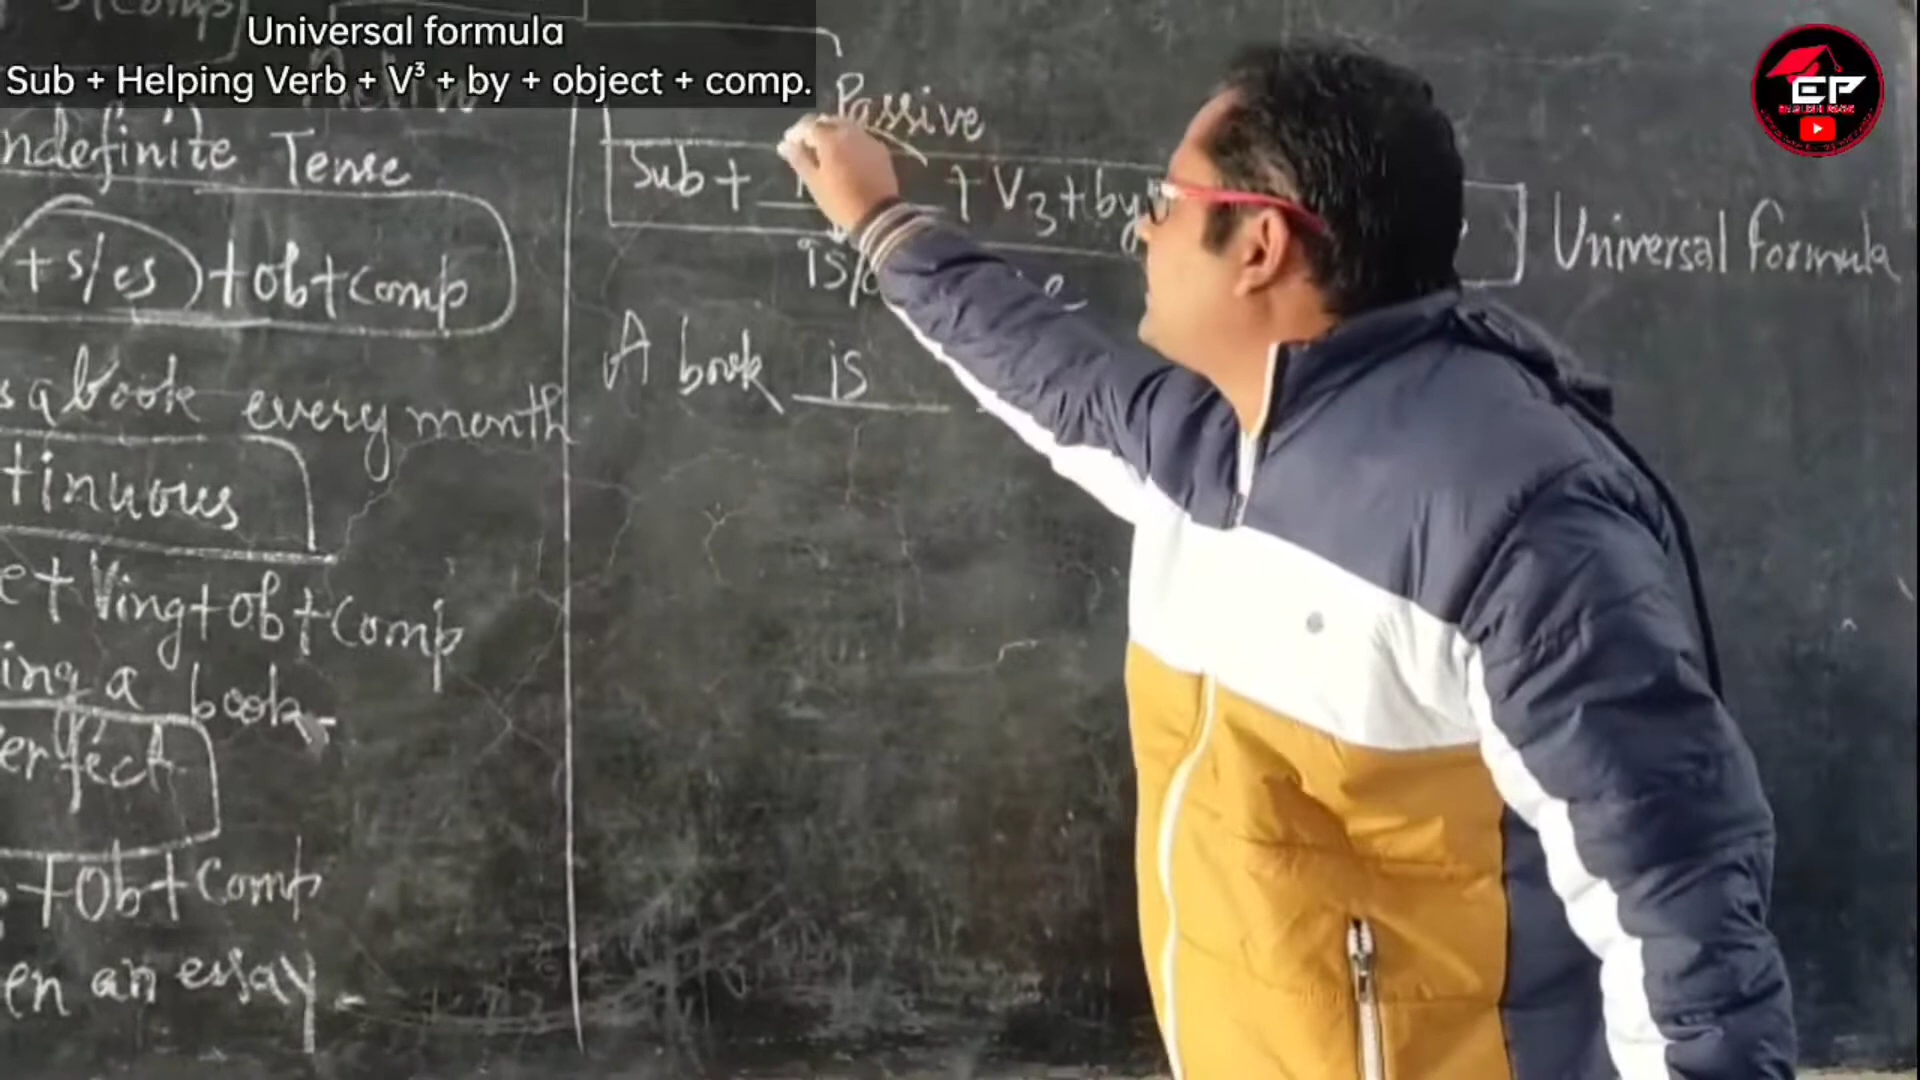 Universal formula
Sub + Helping Verb + V³ + by + object + comp.
EP
Passive
ndefinite Tense
Sub + + V3 + by
Universal formula
+ s/es) + ob + comp
is/
A book is
s a book every month
tinuous
e + Ving + ob + comp
ing a book.
erfect
+ Ob + Comp
en an essay.